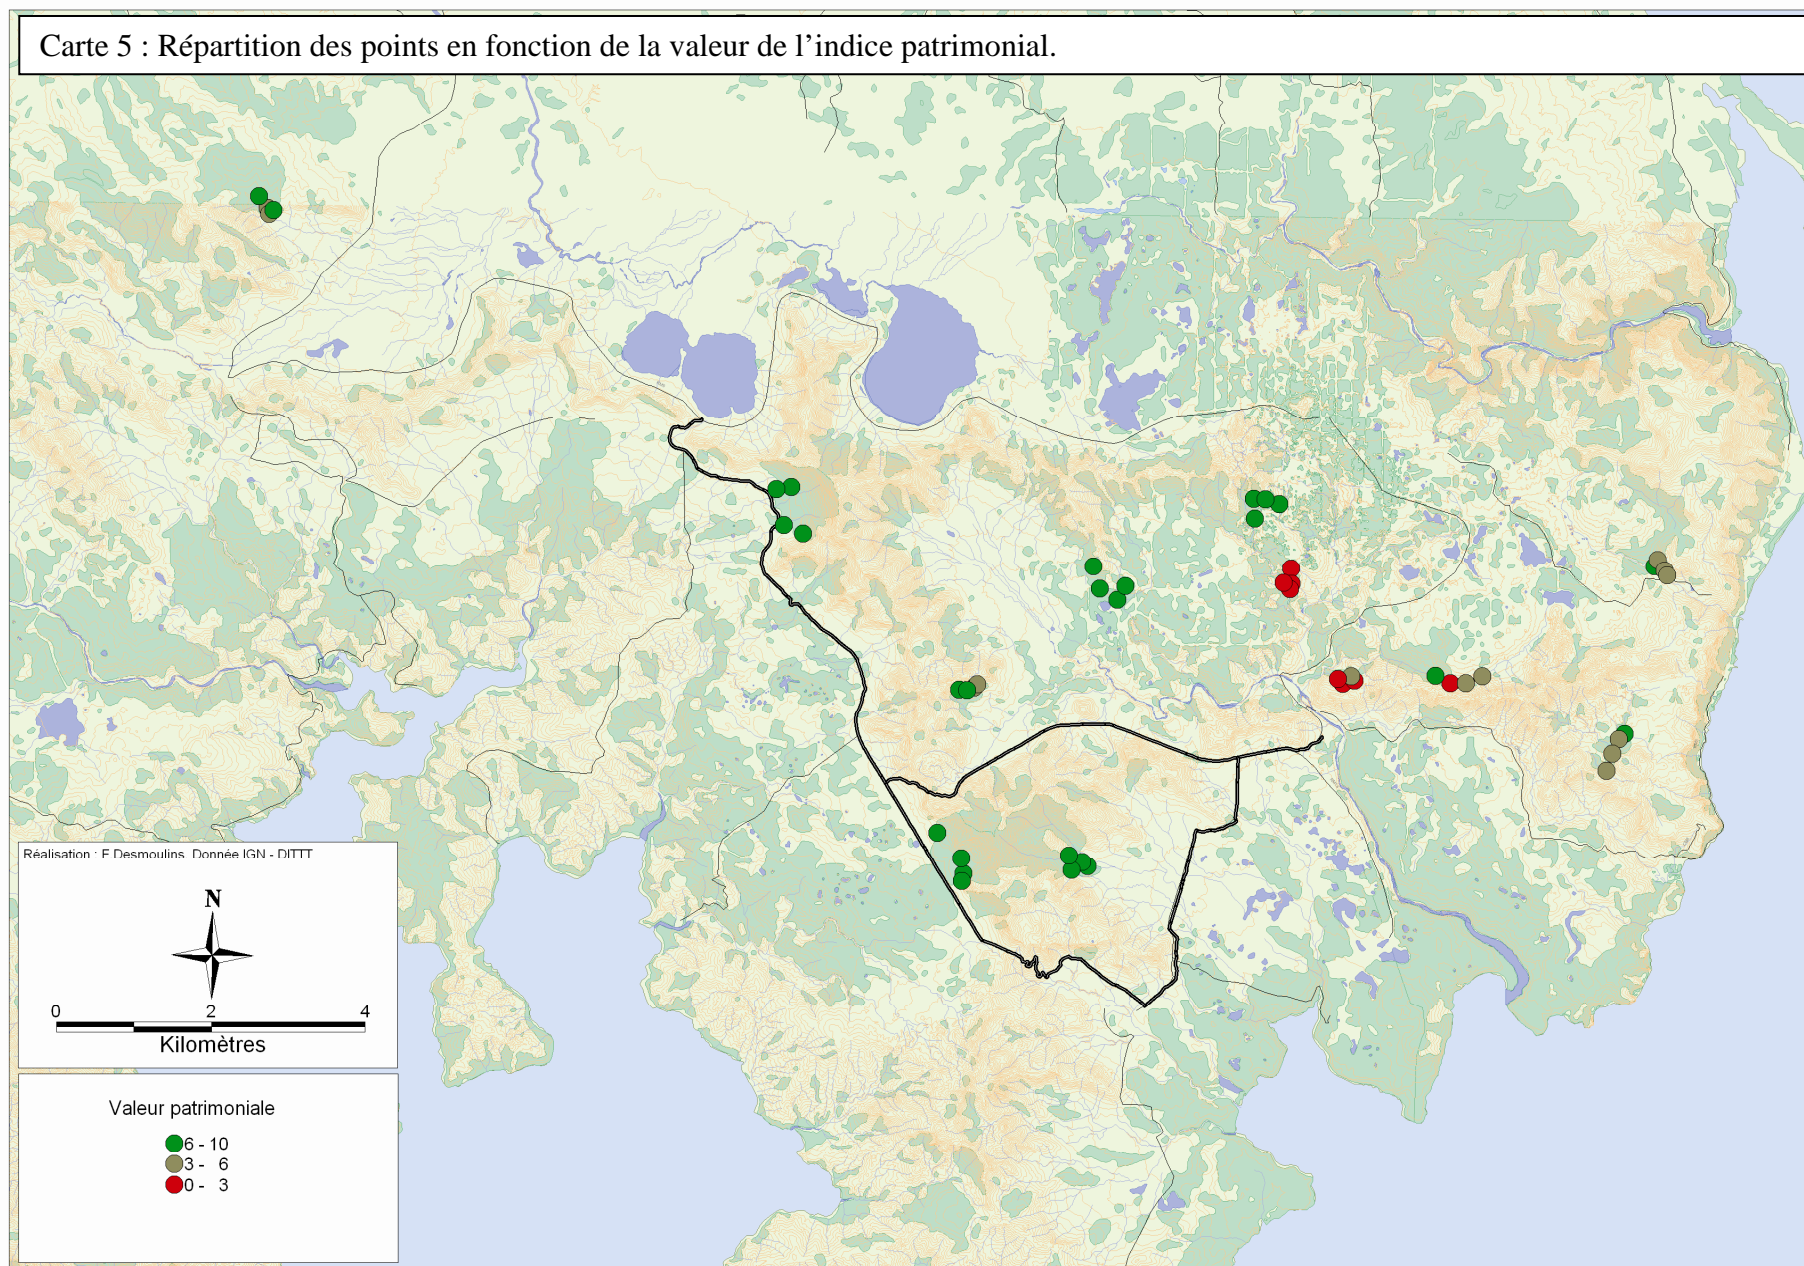 Carte 5 : Répartition des points en fonction de la valeur de l’indice patrimonial.
Réalisation : F Desmoulins Donnée IGN - DITTT
N
0 2 4
Kilomètres
Valeur patrimoniale
6 - 10
3 - 6
0 - 3